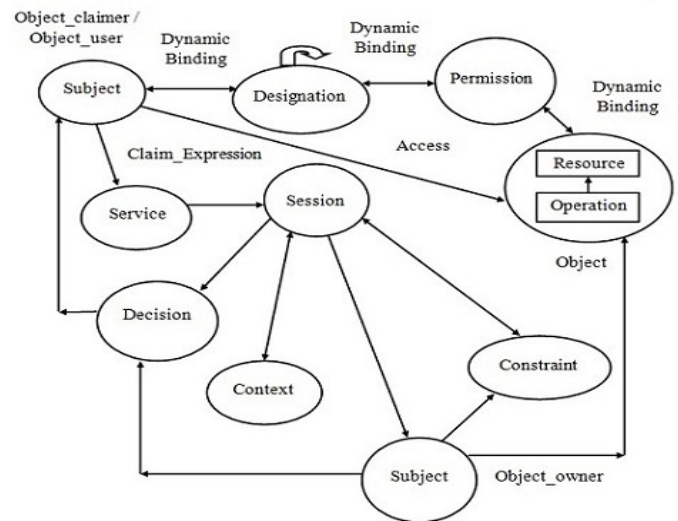 Object_claimer /
Object_user
Dynamic
Binding
Dynamic
Binding
Subject
Designation
Permission
Dynamic
Binding
Claim_Expression
Access
Resource
Operation
Service
Session
Object
Decision
Context
Constraint
Subject
Object_owner